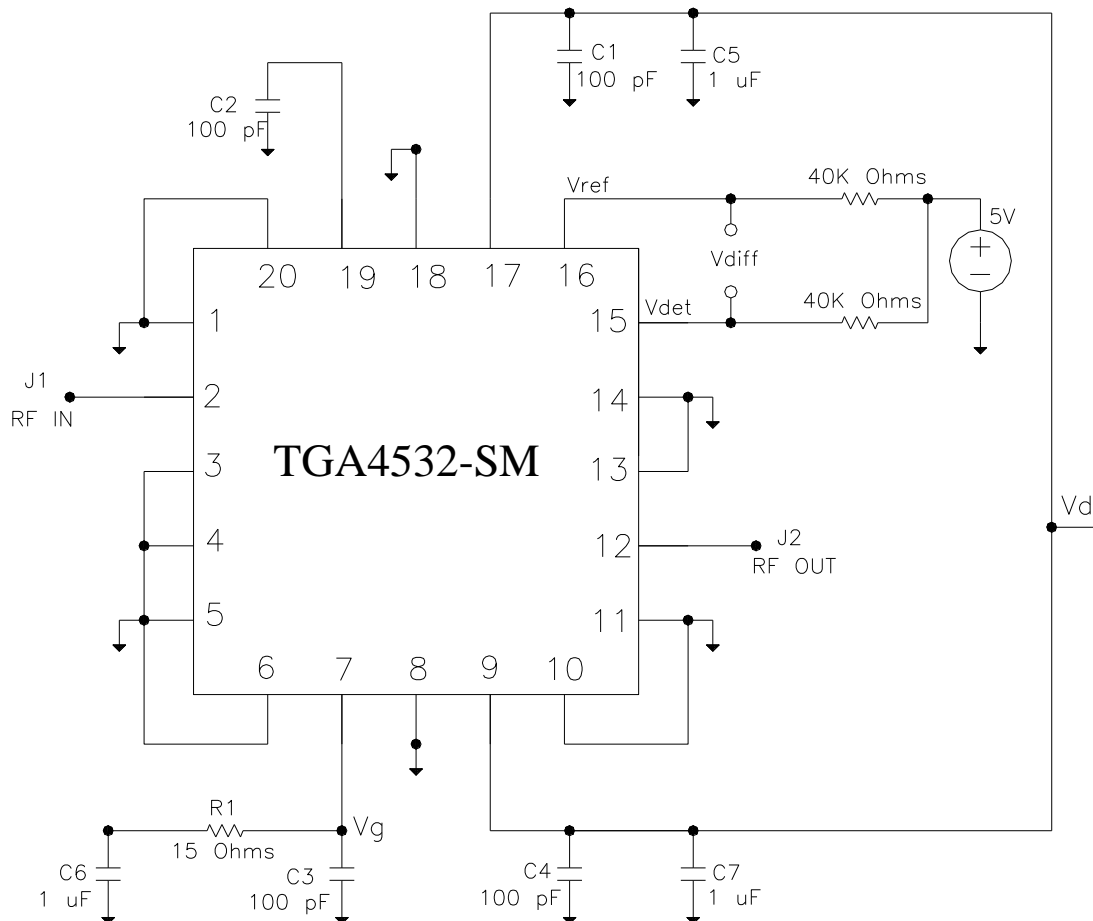 C1
100 pF
C5
1 uF
C2
100 pF
Vref
40K Ohms
5V
Vdiff
Vdet
40K Ohms
20
19
18
17
16
1
15
J1
RF IN
2
14
TGA4532-SM
3
13
Vd
4
12
J2
RF OUT
5
11
6
7
8
9
10
R1
15 Ohms
Vg
C6
1 uF
C3
100 pF
C4
100 pF
C7
1 uF